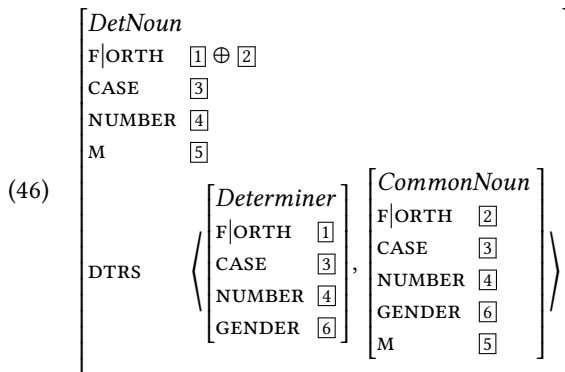 DetNoun
F|ORTH 1 ⊕ 2
CASE 3
NUMBER 4
M 5
(46)
DTRS ⟨ [Determiner
F|ORTH 1
CASE 3
NUMBER 4
GENDER 6] , [CommonNoun
F|ORTH 2
CASE 3
NUMBER 4
GENDER 6
M 5] ⟩